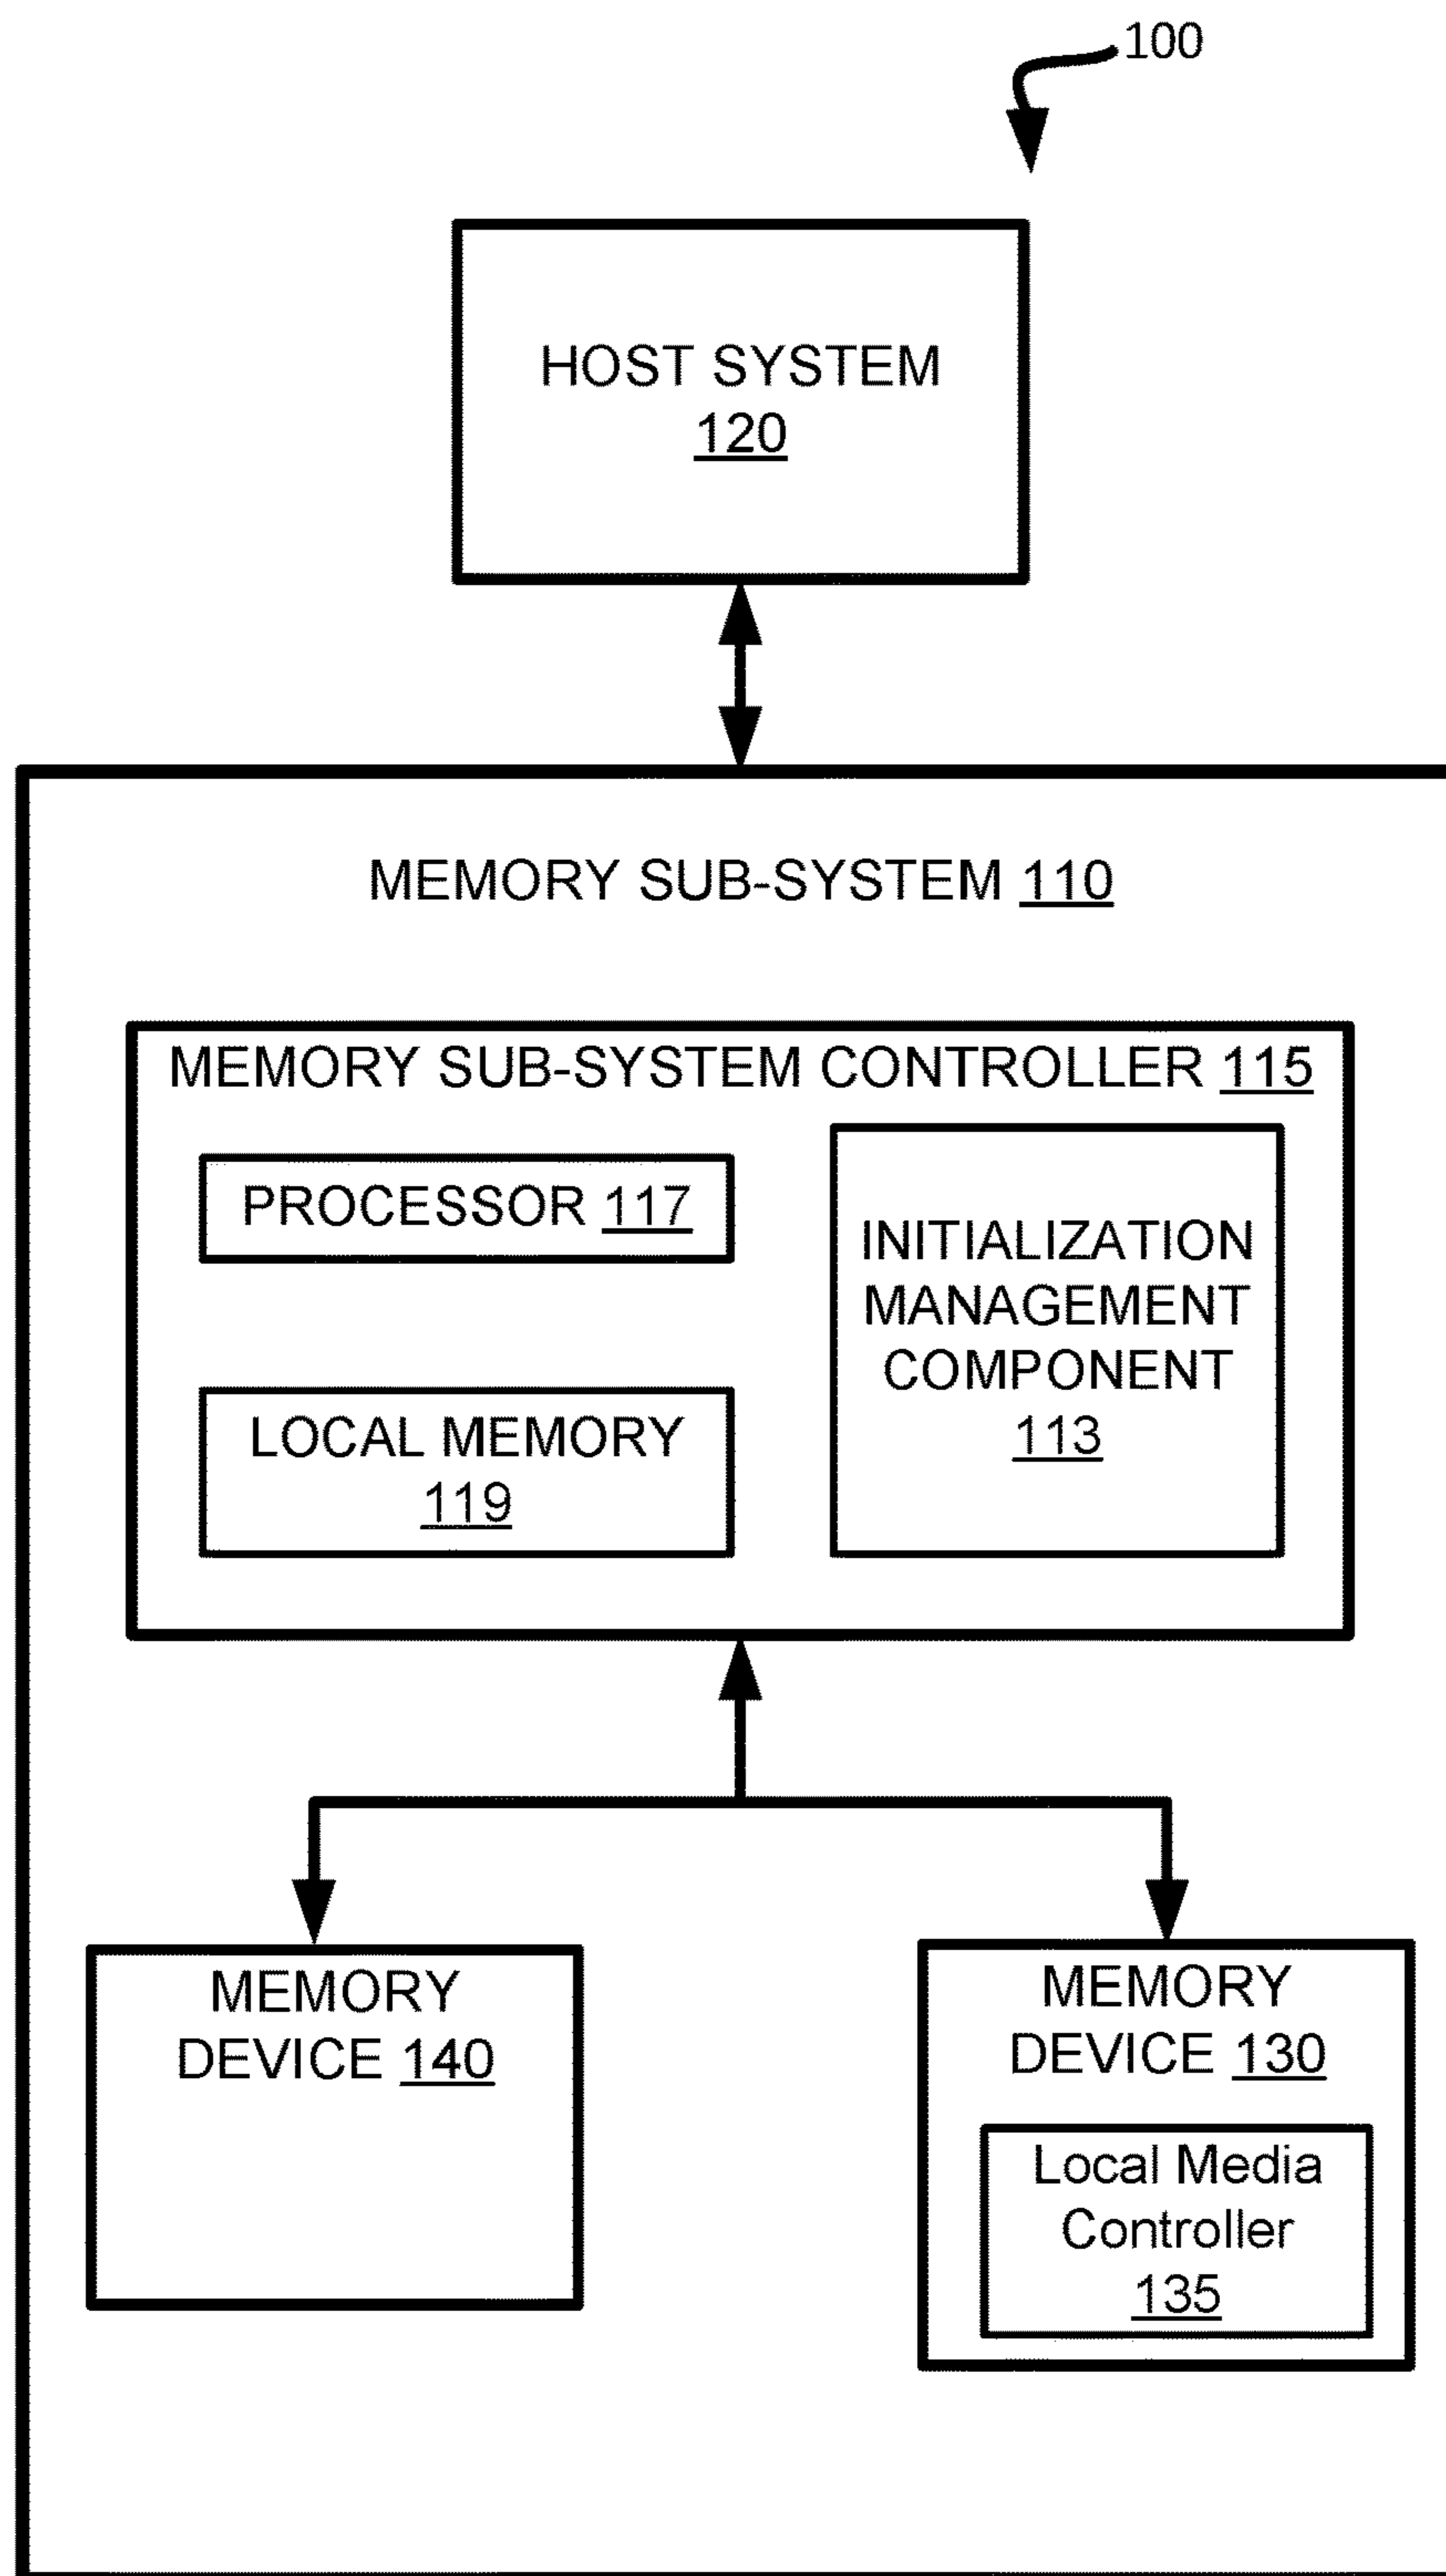 100
HOST SYSTEM
120
MEMORY SUB-SYSTEM 110
MEMORY SUB-SYSTEM CONTROLLER 115
PROCESSOR 117
INITIALIZATION
MANAGEMENT
COMPONENT
113
LOCAL MEMORY
119
MEMORY
DEVICE 140
MEMORY
DEVICE 130
Local Media
Controller
135